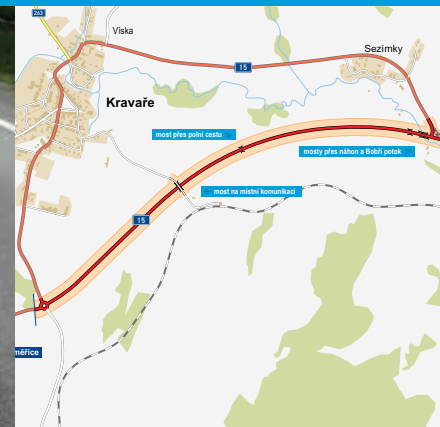 263
Víska
Sezimky
15
Kravaře
most přes polní cestu
mosty přes náhon a Bobří potok
most na místní komunikaci
15
měřice